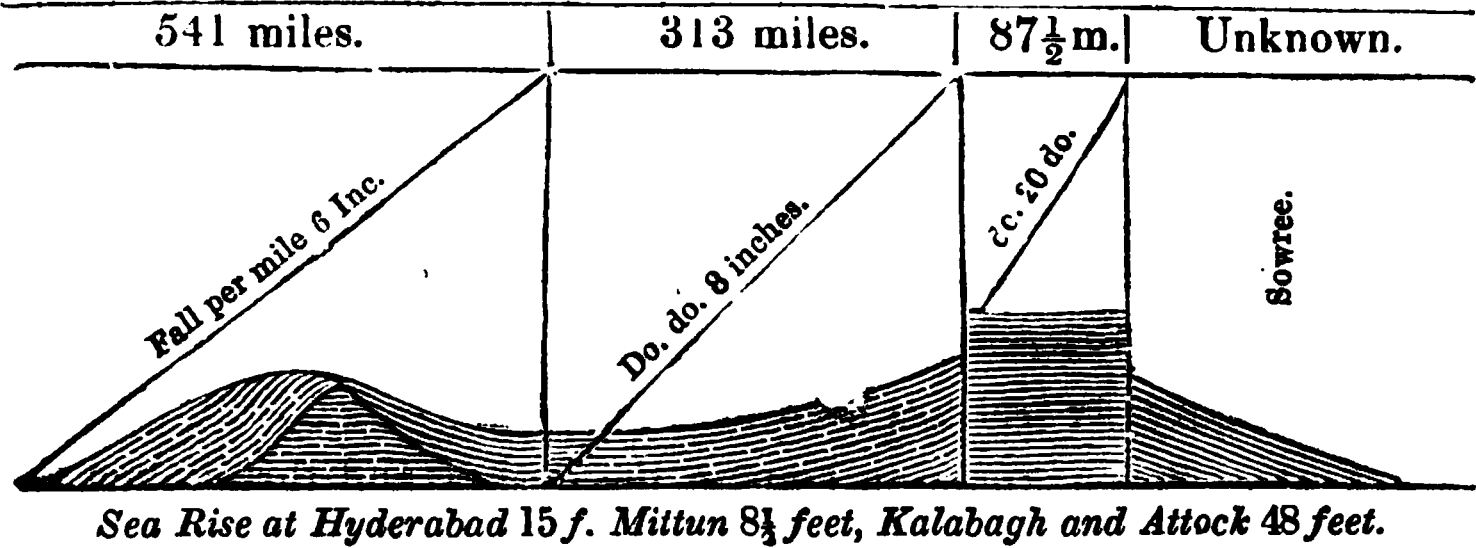 541 miles. 313 miles. 87½ m. Unknown.
Fall per mile 6 Inc.
Do. do. 8 inches.
20 do.
Sowree.
Sea Rise at Hyderabad 15 f. Mittun 8½ feet, Kalabagh and Attock 48 feet.